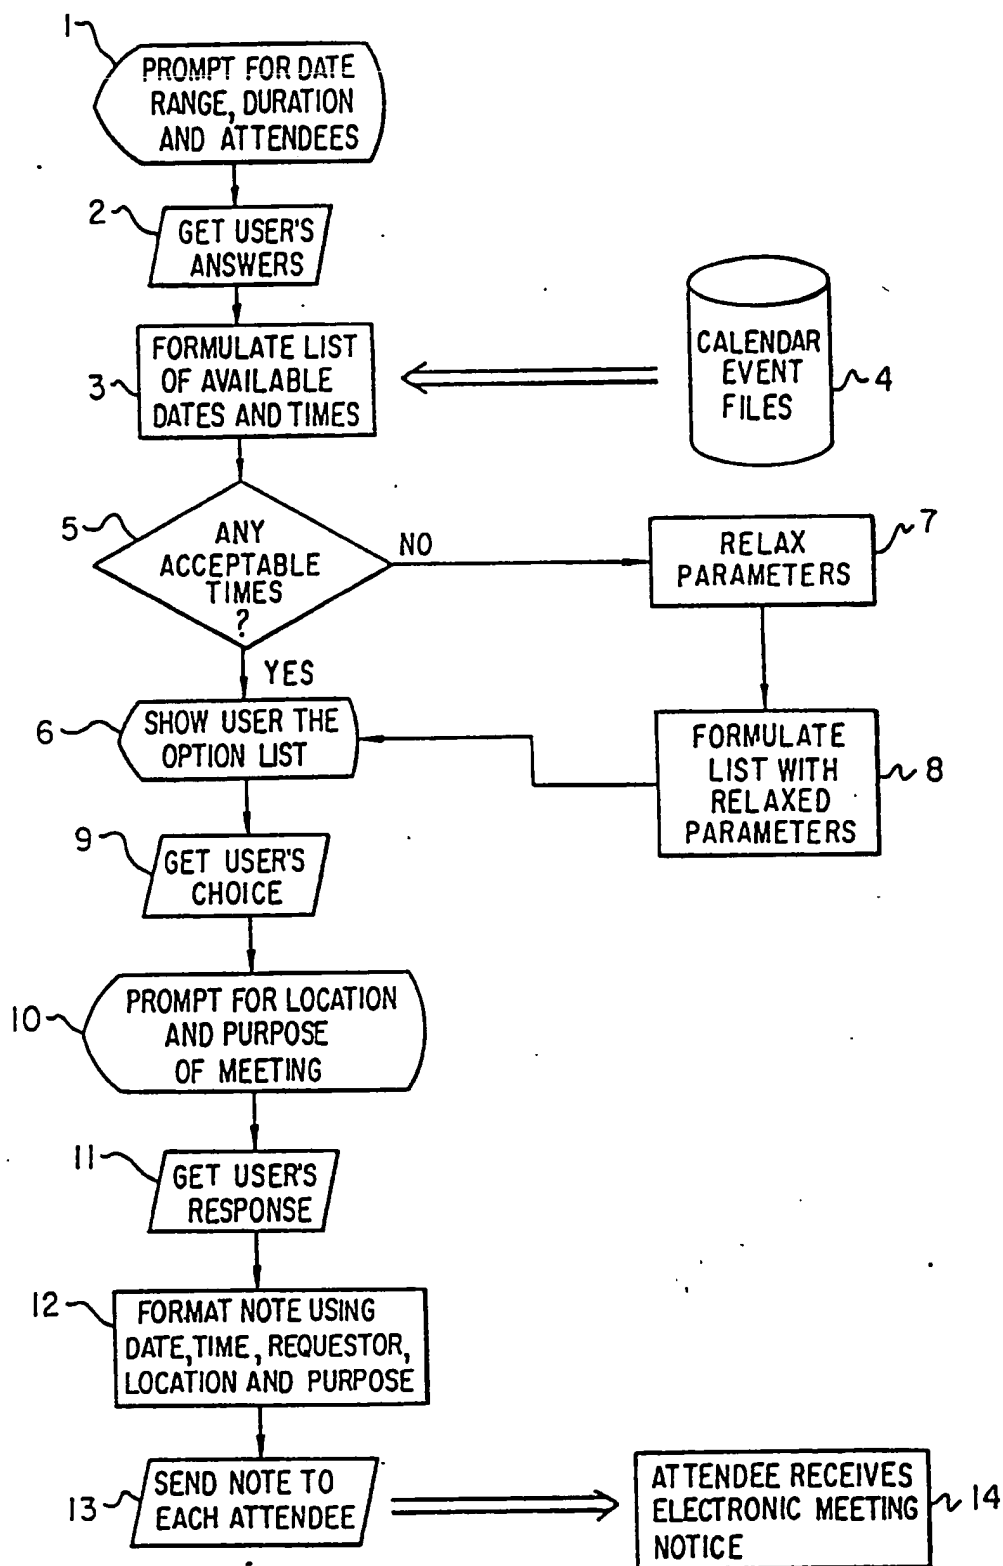 1
PROMPT FOR DATE
RANGE, DURATION
AND ATTENDEES
2
GET USER'S
ANSWERS
3
FORMULATE LIST
OF AVAILABLE
DATES AND TIMES
CALENDAR
EVENT
FILES
4
5
ANY
ACCEPTABLE
TIMES
?
NO
7
RELAX
PARAMETERS
YES
6
SHOW USER THE
OPTION LIST
FORMULATE
LIST WITH
RELAXED
PARAMETERS
8
9
GET USER'S
CHOICE
10
PROMPT FOR LOCATION
AND PURPOSE
OF MEETING
11
GET USER'S
RESPONSE
12
FORMAT NOTE USING
DATE, TIME, REQUESTOR,
LOCATION AND PURPOSE
13
SEND NOTE TO
EACH ATTENDEE
ATTENDEE RECEIVES
ELECTRONIC MEETING
NOTICE
14